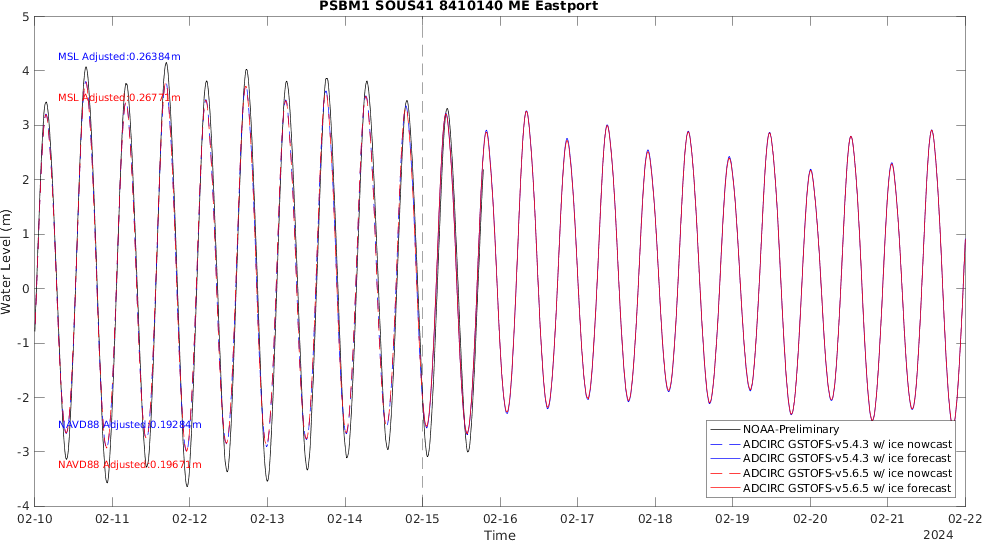 PSBM1 SOUS41 8410140 ME Eastport
5
4
3
2
1
0
-1
-2
-3
-4
Water Level (m)
MSL Adjusted:0.26384m
MSL Adjusted:0.26771m
NAVD88 Adjusted:0.19284m
NAVD88 Adjusted:0.19671m
NOAA-Preliminary
ADCIRC GSTOFS-v5.4.3 w/ ice nowcast
ADCIRC GSTOFS-v5.4.3 w/ ice forecast
ADCIRC GSTOFS-v5.6.5 w/ ice nowcast
ADCIRC GSTOFS-v5.6.5 w/ ice forecast
02-10 02-11 02-12 02-13 02-14 02-15 02-16 02-17 02-18 02-19 02-20 02-21 02-22
Time
2024